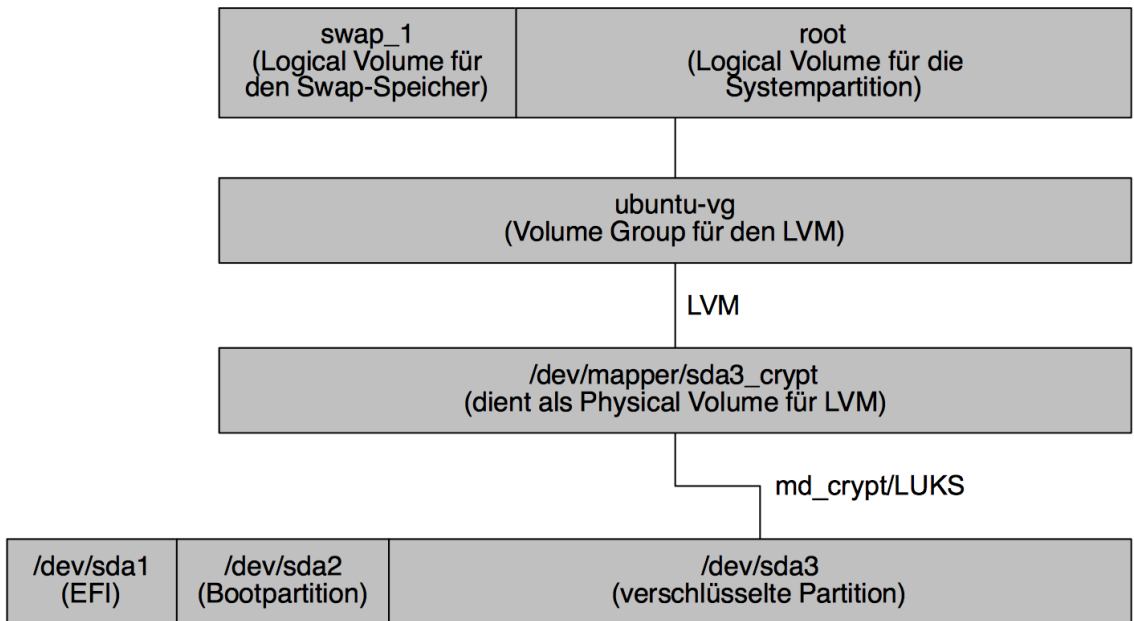 swap_1
(Logical Volume für
den Swap-Speicher)
root
(Logical Volume für die
Systempartition)
ubuntu-vg
(Volume Group für den LVM)
LVM
/dev/mapper/sda3_crypt
(dient als Physical Volume für LVM)
md_crypt/LUKS
/dev/sda1
(EFI)
/dev/sda2
(Bootpartition)
/dev/sda3
(verschlüsselte Partition)